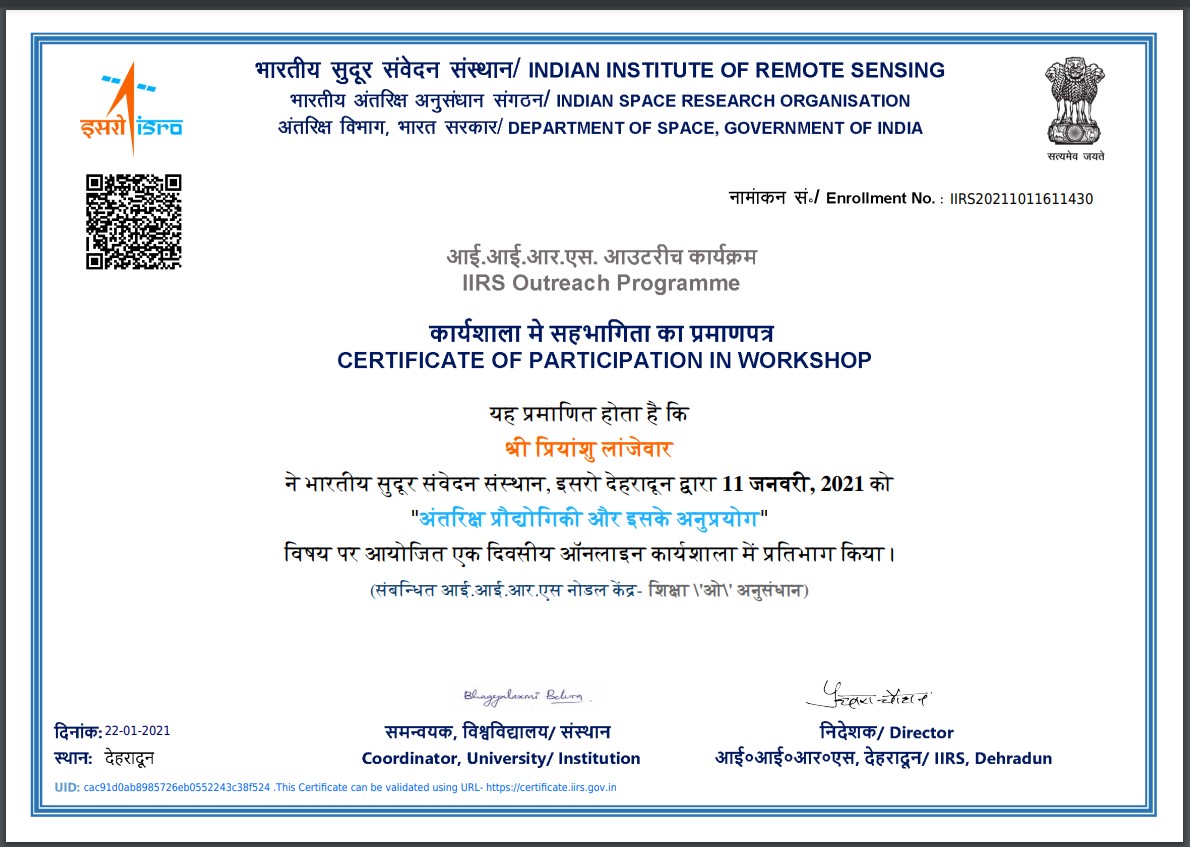 भारतीय सुदूर संवेदन संस्थान/ INDIAN INSTITUTE OF REMOTE SENSING
भारतीय अंतरिक्ष अनुसंधान संगठन/ INDIAN SPACE RESEARCH ORGANISATION
अंतरिक्ष विभाग, भारत सरकार/ DEPARTMENT OF SPACE, GOVERNMENT OF INDIA
इसरो isro
सत्यमेव जयते
नामांकन सं०/ Enrollment No. : IIRS20211011611430
आई.आई.आर.एस. आउटरीच कार्यक्रम
IIRS Outreach Programme
कार्यशाला मे सहभागिता का प्रमाणपत्र
CERTIFICATE OF PARTICIPATION IN WORKSHOP
यह प्रमाणित होता है कि
श्री प्रियांशु लांजेवार
ने भारतीय सुदूर संवेदन संस्थान, इसरो देहरादून द्वारा 11 जनवरी, 2021 को
"अंतरिक्ष प्रौद्योगिकी और इसके अनुप्रयोग"
विषय पर आयोजित एक दिवसीय ऑनलाइन कार्यशाला में प्रतिभाग किया।
(संबन्धित आई.आई.आर.एस नोडल केंद्र- शिक्षा \'ओ\' अनुसंधान)
Bhagyalaxmi Behera
दिनांक: 22-01-2021
समन्वयक, विश्वविद्यालय/ संस्थान
निदेशक/ Director
स्थान: देहरादून
Coordinator, University/ Institution
आई०आई०आर०एस, देहरादून/ IIRS, Dehradun
UID: cac91d0ab8985726eb0552243c38f524 .This Certificate can be validated using URL- https://certificate.iirs.gov.in